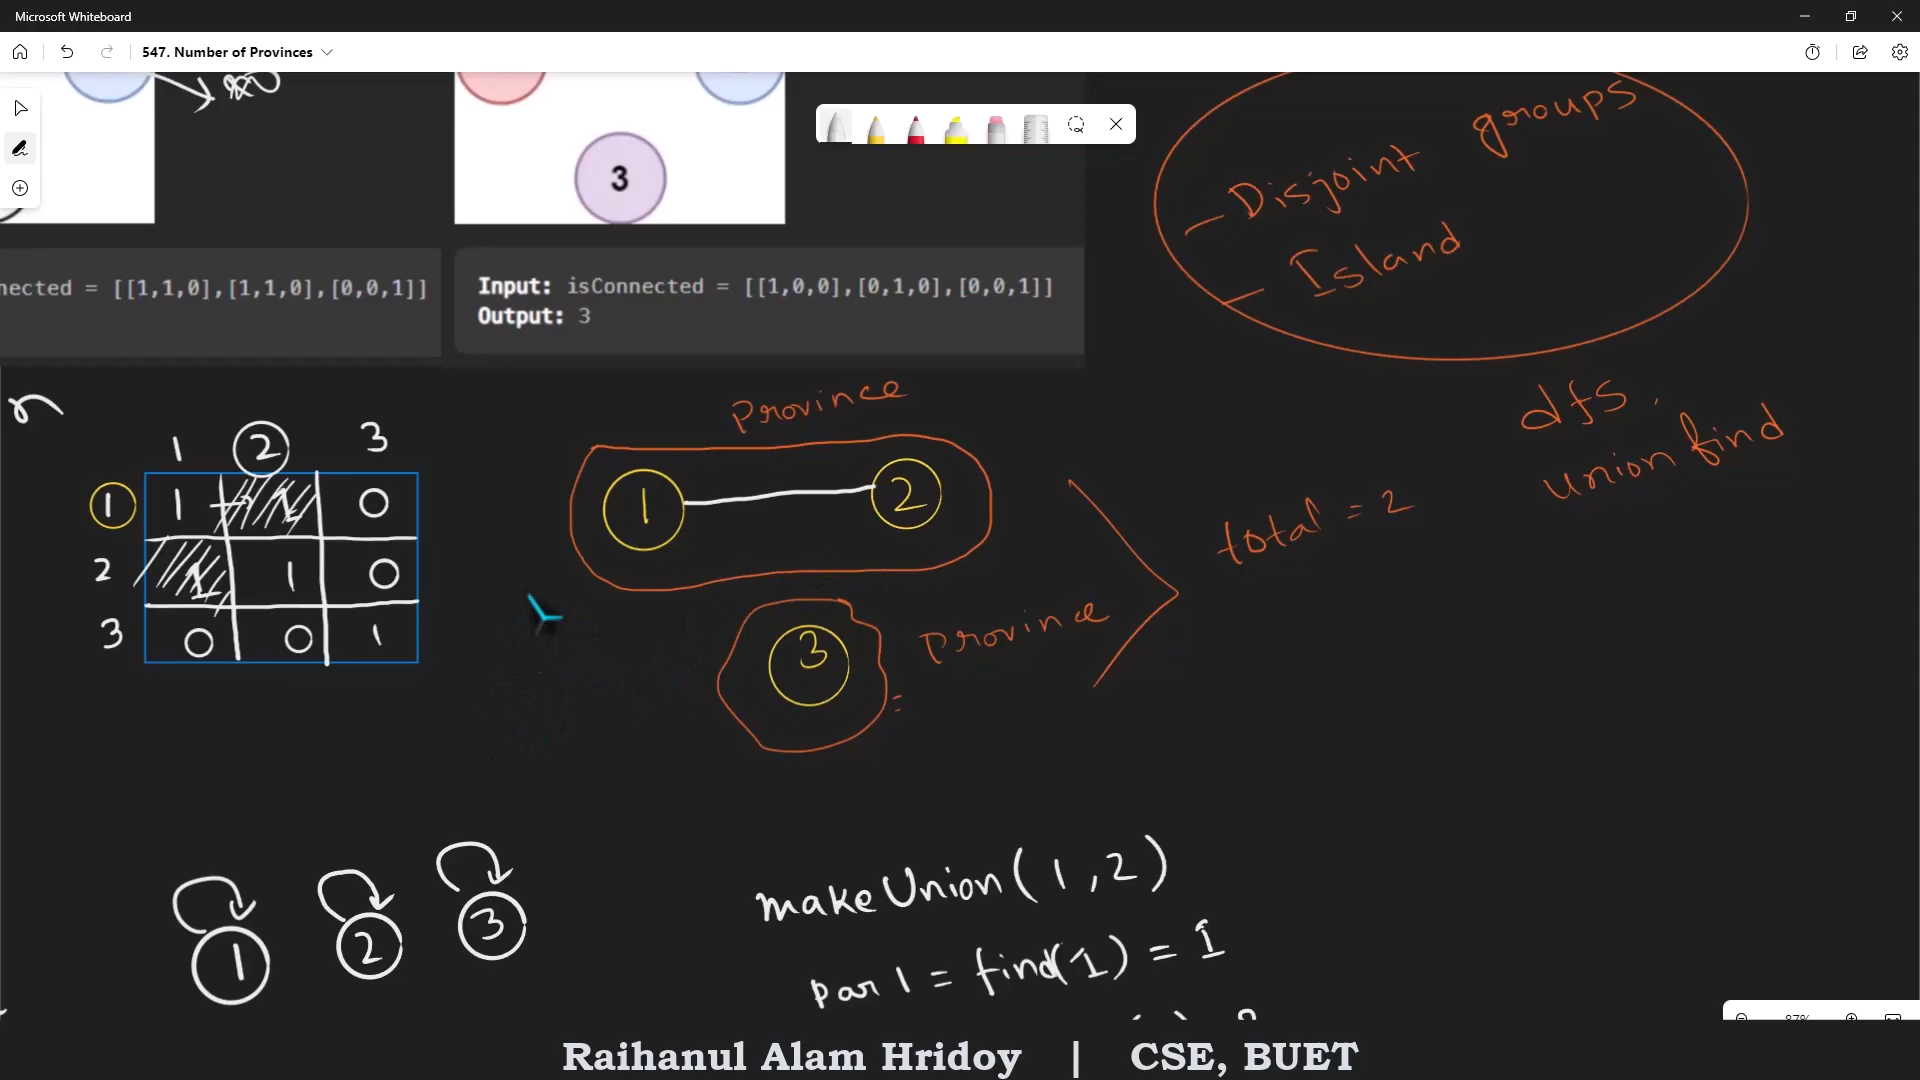 Microsoft Whiteboard
547. Number of Provinces
3
nected = [[1,1,0],[1,1,0],[0,0,1]]
Input: isConnected = [[1,0,0],[0,1,0],[0,0,1]]
Output: 3
- Disjoint groups
- Island
dfs,
union find
1 2 3
1 1 1 0
2 1 1 0
3 0 0 1
Province
1 2
3
Province
total = 2
1 2 3
makeUnion(1,2)
par1 = find(1) = 1
87%
Raihanul Alam Hridoy | CSE, BUET